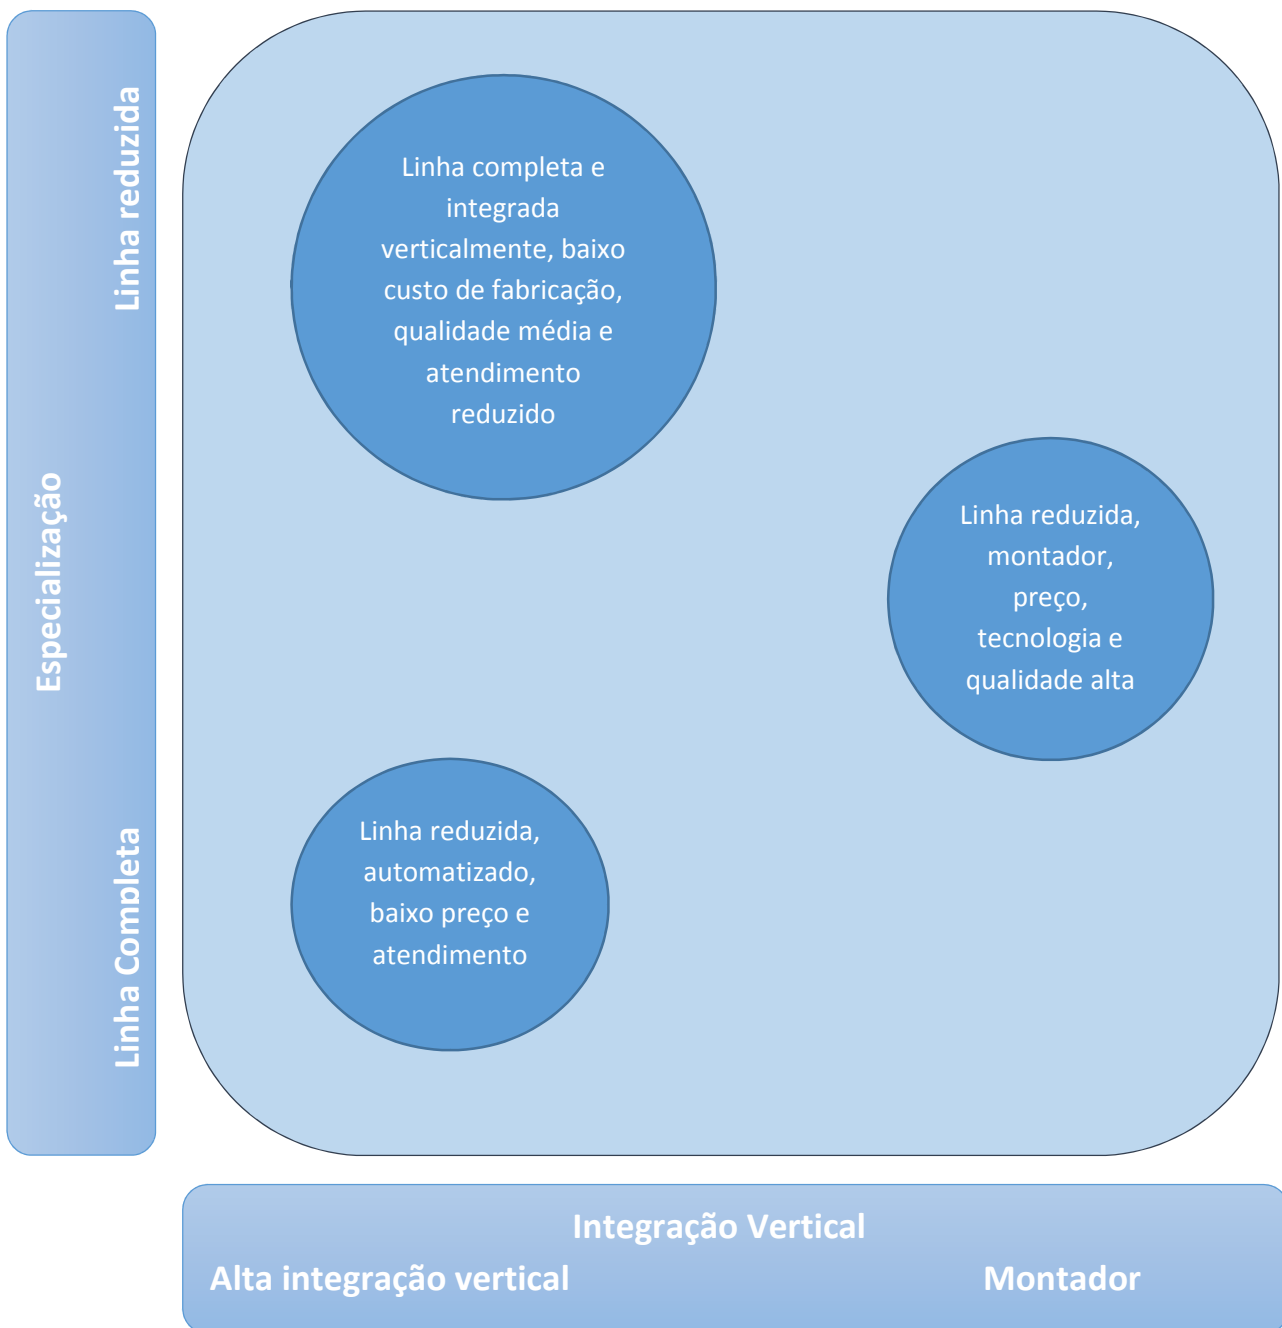 Especialização
Linha reduzida
Linha Completa
Linha completa e
integrada
verticalmente, baixo
custo de fabricação,
qualidade média e
atendimento
reduzido
Linha reduzida,
montador,
preço,
tecnologia e
qualidade alta
Linha reduzida,
automatizado,
baixo preço e
atendimento
Integração Vertical
Alta integração vertical
Montador